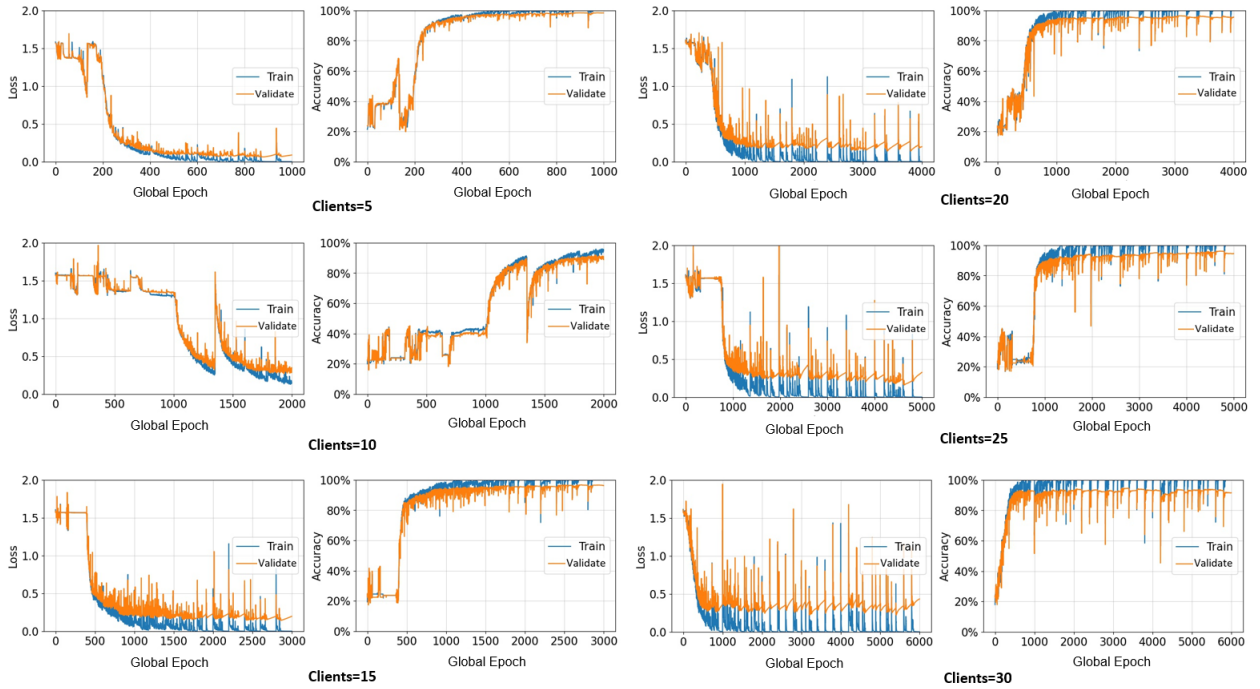 2.0
1.5
1.0
0.5
0.0
Loss
Train
Validate
0 200 400 600 800 1000
Global Epoch
100%
80%
60%
40%
20%
0%
Accuracy
Train
Validate
0 200 400 600 800 1000
Global Epoch
Clients=5
2.0
1.5
1.0
0.5
0.0
Loss
Train
Validate
0 1000 2000 3000 4000
Global Epoch
100%
80%
60%
40%
20%
0%
Accuracy
Train
Validate
0 1000 2000 3000 4000
Global Epoch
Clients=20
2.0
1.5
1.0
0.5
0.0
Loss
Train
Validate
0 500 1000 1500 2000
Global Epoch
100%
80%
60%
40%
20%
0%
Accuracy
Train
Validate
0 500 1000 1500 2000
Global Epoch
Clients=10
2.0
1.5
1.0
0.5
0.0
Loss
Train
Validate
0 1000 2000 3000 4000 5000
Global Epoch
100%
80%
60%
40%
20%
0%
Accuracy
Train
Validate
0 1000 2000 3000 4000 5000
Global Epoch
Clients=25
2.0
1.5
1.0
0.5
0.0
Loss
Train
Validate
0 500 1000 1500 2000 2500 3000
Global Epoch
100%
80%
60%
40%
20%
0%
Accuracy
Train
Validate
0 500 1000 1500 2000 2500 3000
Global Epoch
Clients=15
2.0
1.5
1.0
0.5
0.0
Loss
Train
Validate
0 1000 2000 3000 4000 5000 6000
Global Epoch
100%
80%
60%
40%
20%
0%
Accuracy
Train
Validate
0 1000 2000 3000 4000 5000 6000
Global Epoch
Clients=30